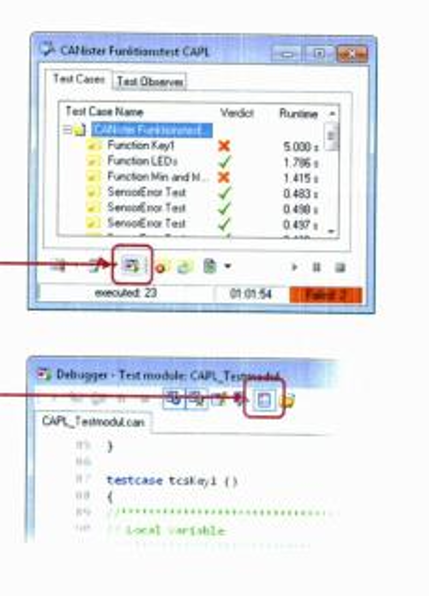 CANister Funktionstest CAPL
Test Cases Test Observer
Test Case Name Verdict Runtime
CANister Funktionstest...
Function Key1 5.000 s
Function LEDs 1.786 s
Function Min and M... 1.415 s
SensorError Test 0.483 s
SensorError Test 0.498 s
SensorError Test 0.497 s
executed: 23 01:01:54 Failed: 2
Debugger - Test module: CAPL_Testmodul
CAPL_Testmodul.can
85 }
86
87 testcase tcsKey1 ()
88 {
89 //****************************
90 // Local variable